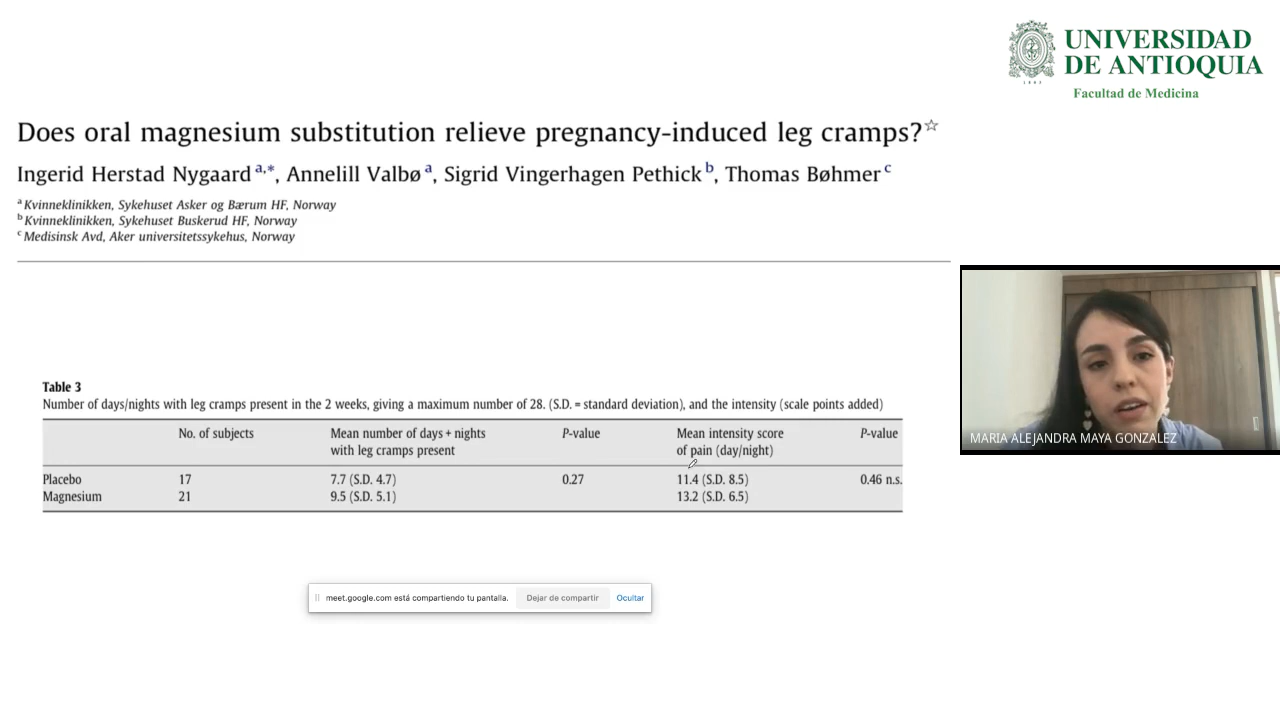 UNIVERSIDAD
DE ANTIOQUIA
1803
Facultad de Medicina
Does oral magnesium substitution relieve pregnancy-induced leg cramps?☆
Ingerid Herstad Nygaard a,*, Annelill Valbø a, Sigrid Vingerhagen Pethick b, Thomas Bøhmer c
a Kvinneklinikken, Sykehuset Asker og Bærum HF, Norway
b Kvinneklinikken, Sykehuset Buskerud HF, Norway
c Medisinsk Avd, Aker universitetssykehus, Norway
Table 3
Number of days/nights with leg cramps present in the 2 weeks, giving a maximum number of 28. (S.D. = standard deviation), and the intensity (scale points added)
No. of subjects Mean number of days + nights P-value Mean intensity score P-value
with leg cramps present of pain (day/night)
Placebo 17 7.7 (S.D. 4.7) 0.27 11.4 (S.D. 8.5) 0.46 n.s.
Magnesium 21 9.5 (S.D. 5.1) 13.2 (S.D. 6.5)
MARIA ALEJANDRA MAYA GONZALEZ
meet.google.com está compartiendo tu pantalla. Dejar de compartir Ocultar